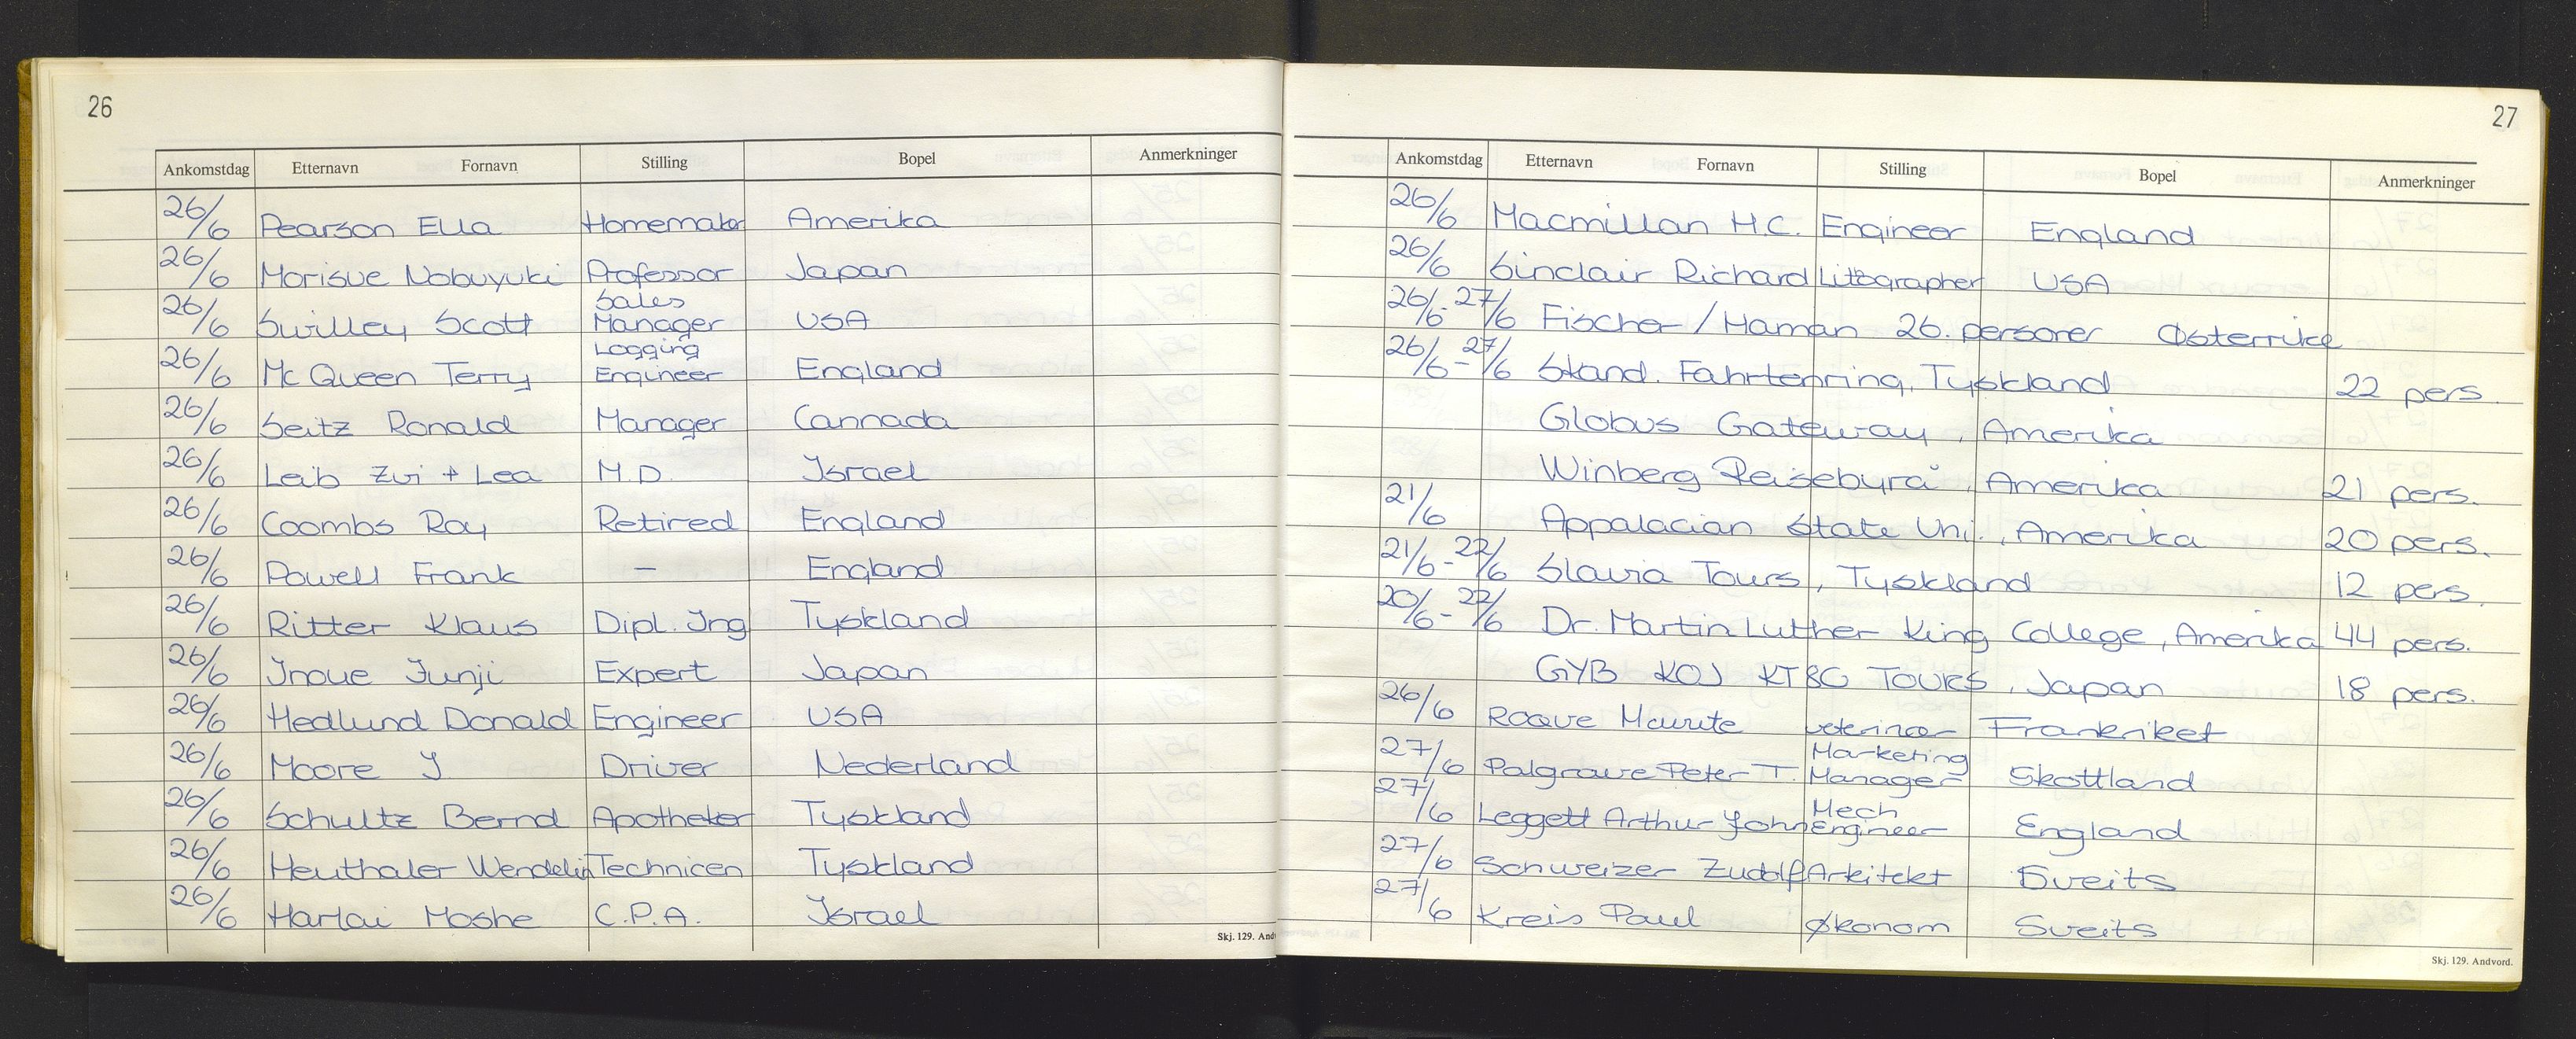 26
Ankomstdag Etternavn Fornavn Stilling Bopel Anmerkninger
26/6 Pearson Ella Homemaker Amerika
26/6 Morisue Nobuyuki Professor Japan
26/6 Swilley Scott Sales Manager USA
26/6 Mc Queen Terry Logging Engineer England
26/6 Seitz Ronald Manager Cannada
26/6 Leib Zvi + Lea M.D. Israel
26/6 Coombs Roy Retired England
26/6 Powell Frank — England
26/6 Ritter Klaus Dipl. Ing Tyskland
26/6 Inoue Junji Expert Japan
26/6 Hedlund Donald Engineer USA
26/6 Moore J. Driver Nederland
26/6 Schultz Bernd Apotheker Tyskland
26/6 Heuthaler Wendelin Technicen Tyskland
26/6 Harlai Moshe C.P.A. Israel
Skj. 129. And
27
Ankomstdag Etternavn Fornavn Stilling Bopel Anmerkninger
26/6 Macmillan H.C. Engineer England
26/6 Sinclair Richard Litographer USA
26/6-27/6 Fischer / Haman 26. personer Østerrike
26/6-27/6 Skand. Fahrtenring, Tyskland 22 pers.
Globus Gateway, Amerika
Winberg Reisebyrå, Amerika 21 pers.
21/6 Appalacian State Uni., Amerika 20 pers.
21/6-22/6 Slavia Tours, Tyskland 12 pers.
20/6-22/6 Dr. Martin Luther King College, Amerika 44 pers.
GYB KOJ TOURS, Japan 18 pers.
26/6 Roque veterinær Frankriket
27/6 Palgrave Peter T. Marketing Manager Skottland
27/6 Leggett Arthur John Mech Engineer England
27/6 Schweizer Zudolf Arkitekt Sveits
27/6 Kreis Paul Økonom Sveits
Skj. 129. Andvord.